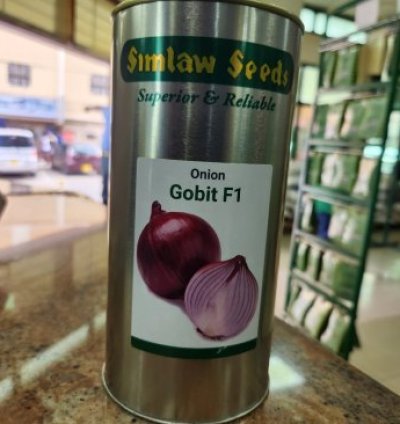 Simlaw Seeds
Superior & Reliable
Onion
Gobit F1